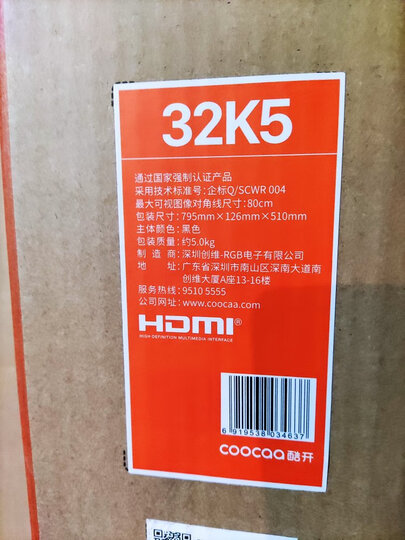 32K5
通过国家强制认证产品
采用技术标准号：企标Q/SCWR 004
最大可视图像对角线尺寸：80cm
包装尺寸：795mm×126mm×510mm
主体颜色：黑色
包装质量：约5.0kg
制 造 商：深圳创维-RGB电子有限公司
地 址：广东省深圳市南山区深南大道南
创维大厦A座13-16楼
服务热线：9510 5555
公司网址：www.coocaa.com
HDMI®
HIGH-DEFINITION MULTIMEDIA INTERFACE
6 919538 034637
coocaa 酷开